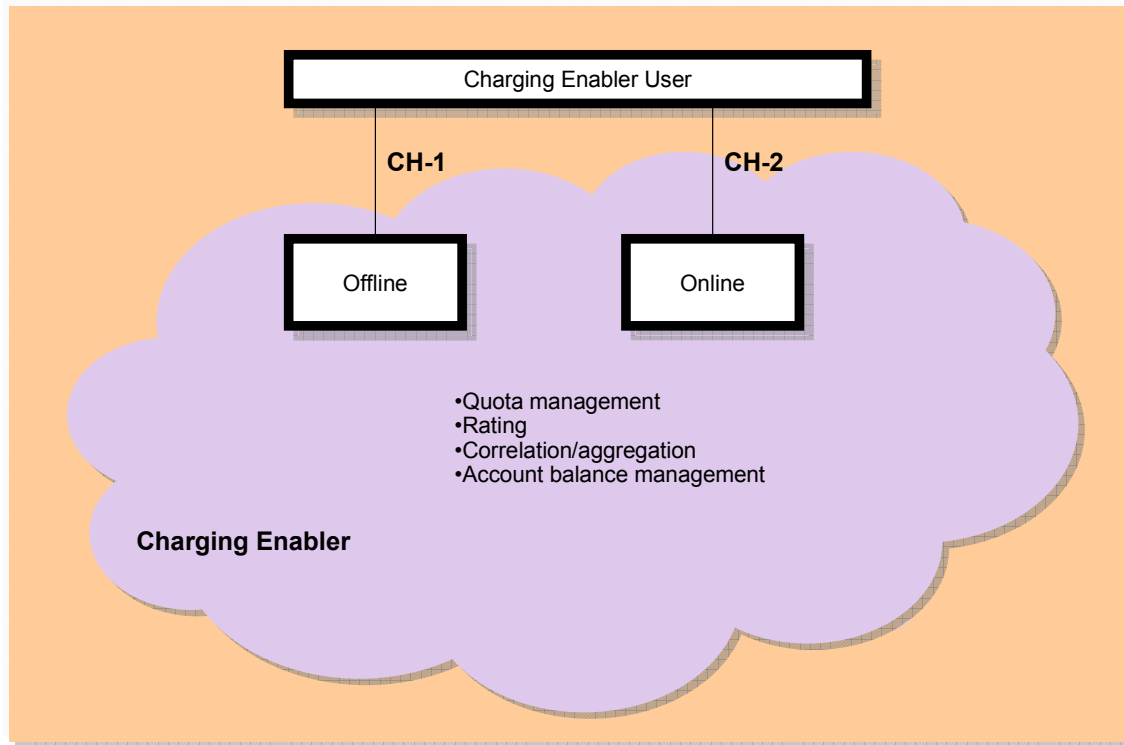 Charging Enabler User
CH-1
CH-2
Offline
Online
•Quota management
•Rating
•Correlation/aggregation
•Account balance management
Charging Enabler